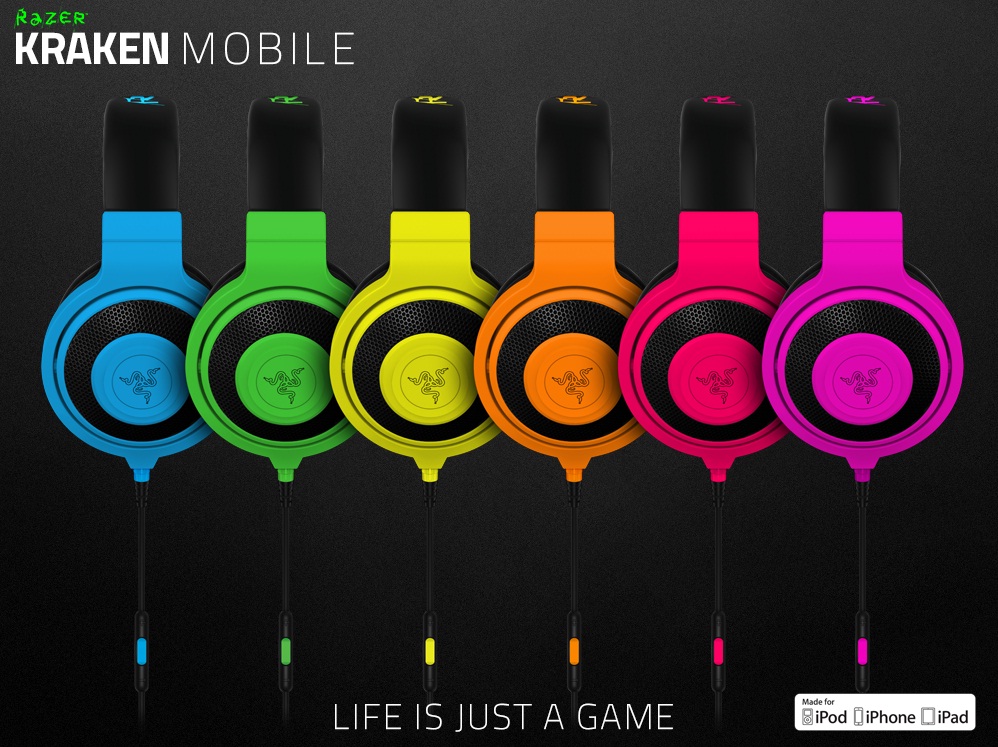 RAZER
KRAKEN MOBILE
LIFE IS JUST A GAME
Made for
iPod iPhone iPad